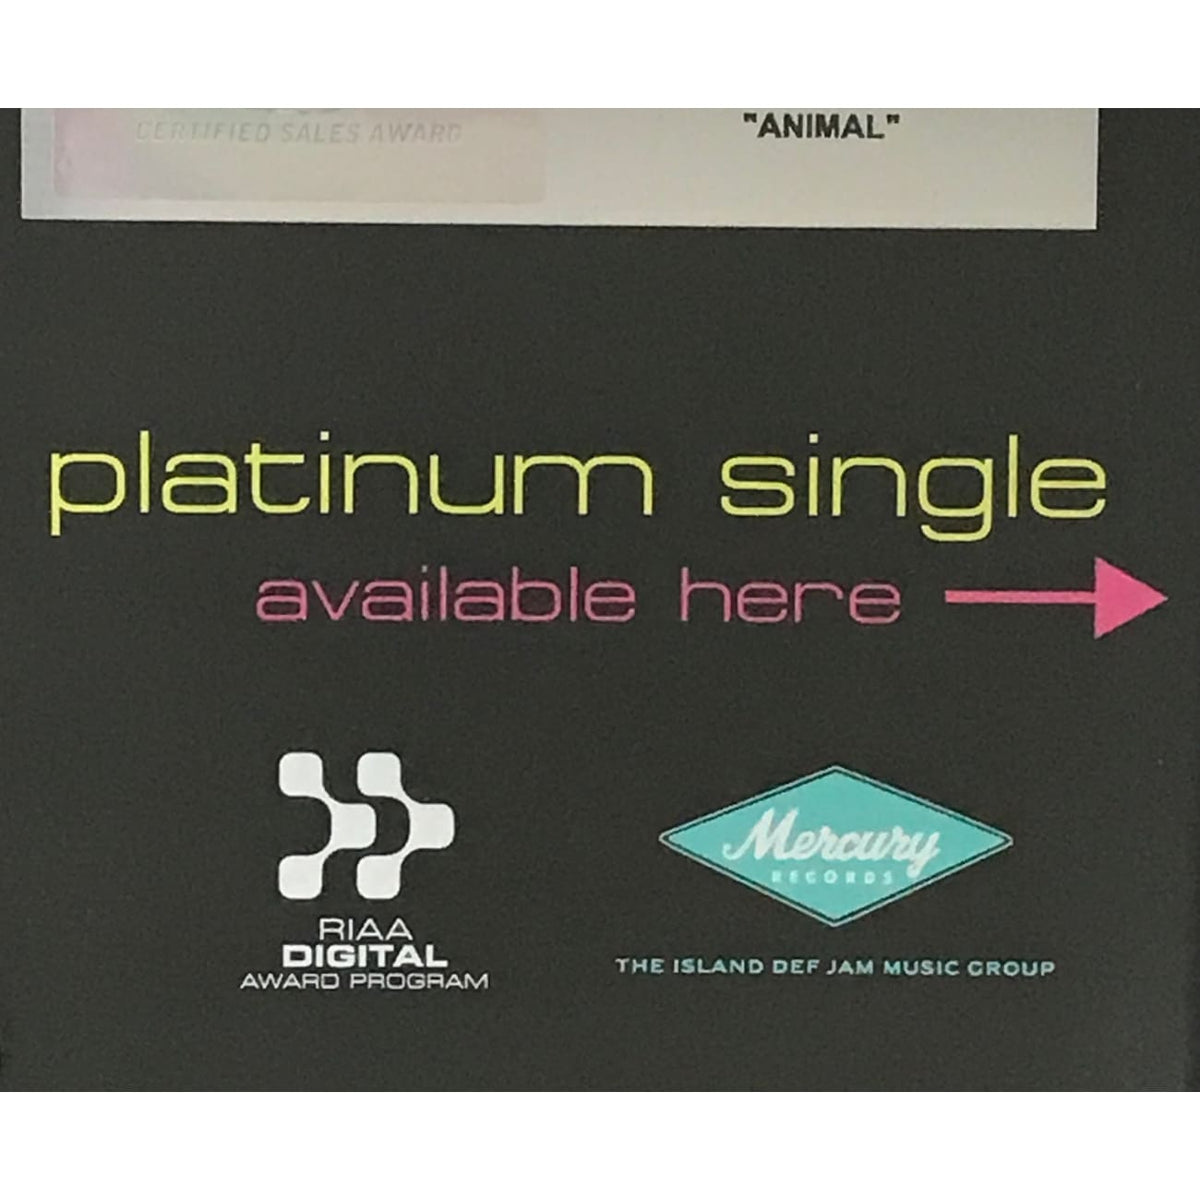 CERTIFIED SALES AWARD
"ANIMAL"
platinum single
available here
RIAA
DIGITAL
AWARD PROGRAM
Mercury
RECORDS
THE ISLAND DEF JAM MUSIC GROUP